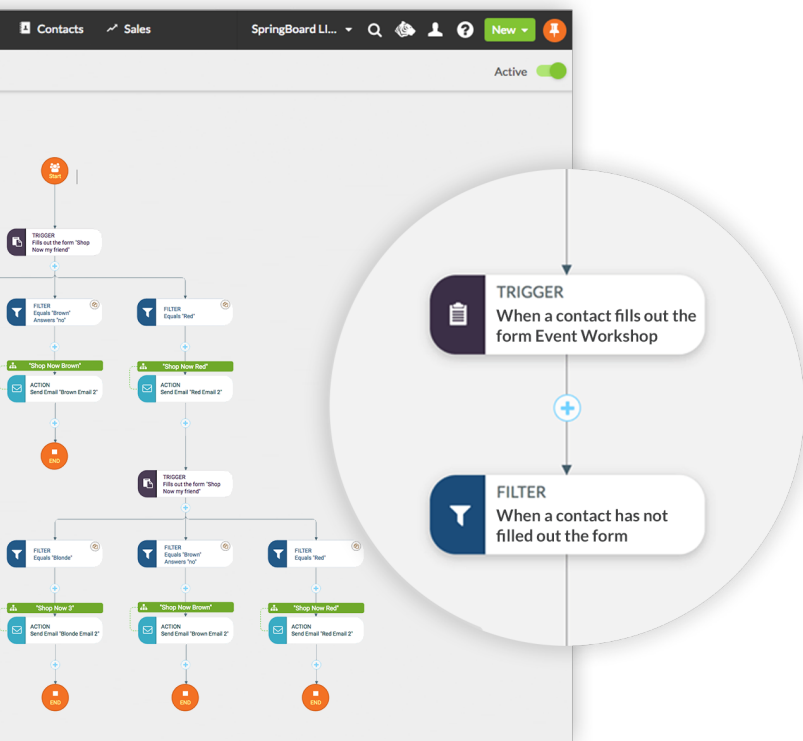 Contacts
Sales
SpringBoard LI...
New
Active
Start
TRIGGER
Fills out the form "Shop
Now my friend"
FILTER
Equals "Brown"
Answers "no"
FILTER
Equals "Red"
"Shop Now Brown"
"Shop Now Red"
ACTION
Send Email "Brown Email 2"
ACTION
Send Email "Red Email 2"
END
TRIGGER
Fills out the form "Shop
Now my friend"
FILTER
Equals "Blonde"
FILTER
Equals "Brown"
Answers "no"
FILTER
Equals "Red"
"Shop Now 3"
"Shop Now Brown"
"Shop Now Red"
ACTION
Send Email "Blonde Email 2"
ACTION
Send Email "Brown Email 2"
ACTION
Send Email "Red Email 2"
END
END
END
TRIGGER
When a contact fills out the
form Event Workshop
FILTER
When a contact has not
filled out the form